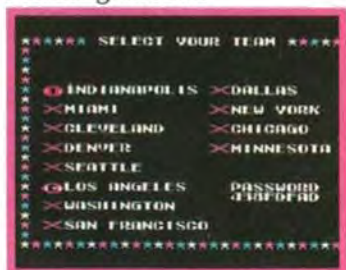 SELECT YOUR TEAM
INDIANAPOLIS DALLAS
MIAMI NEW YORK
CLEVELAND CHICAGO
DENVER MINNESOTA
SEATTLE
LOS ANGELES PASSWORD
WASHINGTON
SAN FRANCISCO